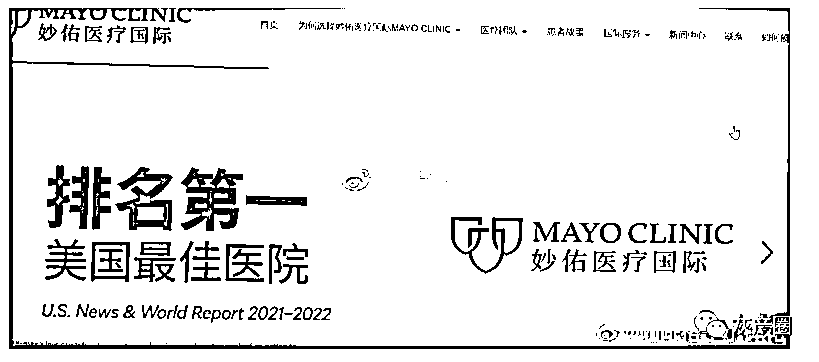 MAYO CLINIC
妙佑医疗国际
首页 为何选择妙佑医疗国际MAYO CLINIC 医疗团队 患者故事 国际服务 新闻中心 联系 如何预
排名第一
美国最佳医院
U.S. News & World Report 2021-2022
MAYO CLINIC
妙佑医疗国际